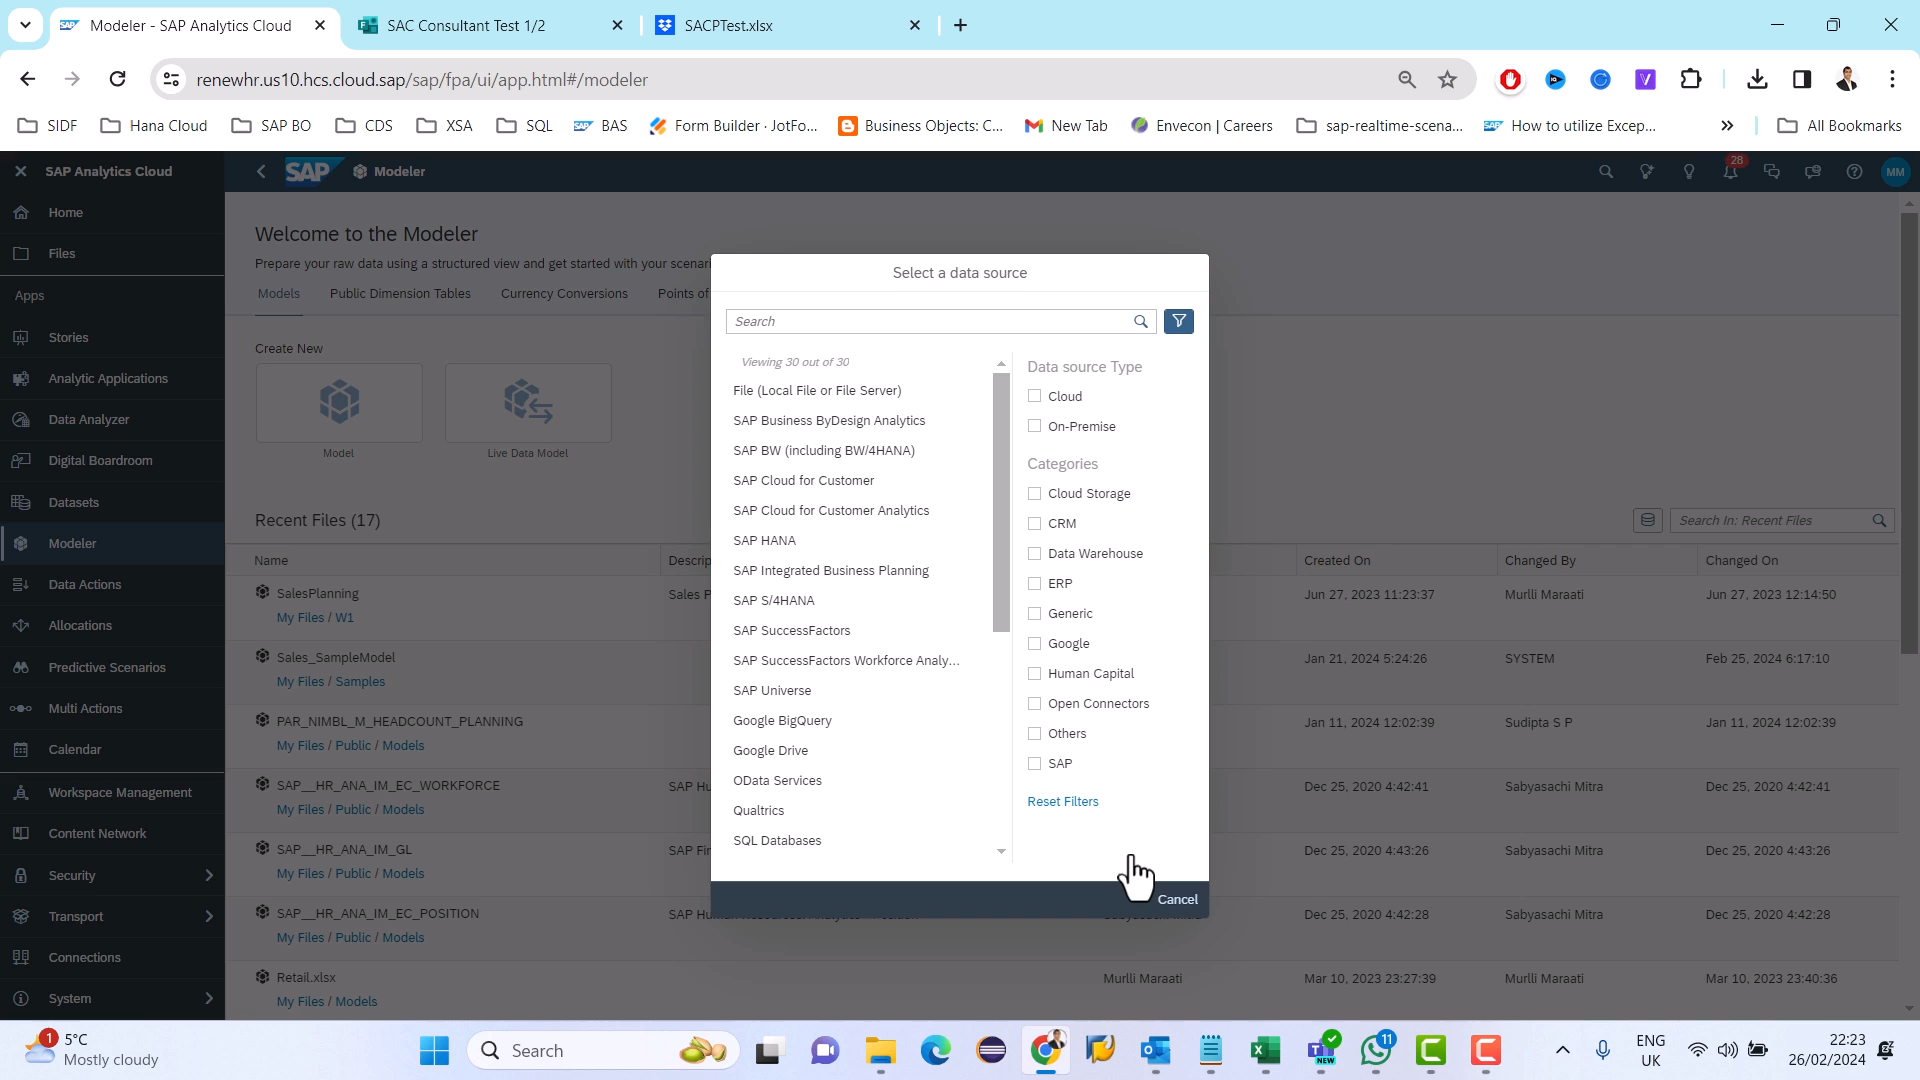 Modeler - SAP Analytics Cloud
SAC Consultant Test 1/2
SACPTest.xlsx
renewhr.us10.hcs.cloud.sap/sap/fpa/ui/app.html#/modeler
SIDF
Hana Cloud
SAP BO
CDS
XSA
SQL
BAS
Form Builder · JotFo...
Business Objects: C...
New Tab
Envecon | Careers
sap-realtime-scena...
How to utilize Excep...
All Bookmarks
SAP Analytics Cloud
SAP
Modeler
28
MM
Home
Files
Apps
Stories
Analytic Applications
Data Analyzer
Digital Boardroom
Datasets
Modeler
Data Actions
Allocations
Predictive Scenarios
Multi Actions
Calendar
Workspace Management
Content Network
Security
Transport
Connections
System
Welcome to the Modeler
Prepare your raw data using a structured view and get started with your scenari
Models
Public Dimension Tables
Currency Conversions
Points of
Create New
Model
Live Data Model
Recent Files (17)
Search In: Recent Files
Name
Descrip
Created On
Changed By
Changed On
SalesPlanning
My Files / W1
Sales P
Jun 27, 2023 11:23:37
Murlli Maraati
Jun 27, 2023 12:14:50
Sales_SampleModel
My Files / Samples
Jan 21, 2024 5:24:26
SYSTEM
Feb 25, 2024 6:17:10
PAR_NIMBL_M_HEADCOUNT_PLANNING
My Files / Public / Models
Jan 11, 2024 12:02:39
Sudipta S P
Jan 11, 2024 12:02:39
SAP__HR_ANA_IM_EC_WORKFORCE
My Files / Public / Models
SAP Hu
Dec 25, 2020 4:42:41
Sabyasachi Mitra
Dec 25, 2020 4:42:41
SAP__HR_ANA_IM_GL
My Files / Public / Models
SAP Fin
Dec 25, 2020 4:43:26
Sabyasachi Mitra
Dec 25, 2020 4:43:26
SAP__HR_ANA_IM_EC_POSITION
My Files / Public / Models
SAP Hu
Dec 25, 2020 4:42:28
Sabyasachi Mitra
Dec 25, 2020 4:42:28
Retail.xlsx
My Files / Models
Murlli Maraati
Mar 10, 2023 23:27:39
Murlli Maraati
Mar 10, 2023 23:40:36
Select a data source
Search
Viewing 30 out of 30
File (Local File or File Server)
SAP Business ByDesign Analytics
SAP BW (including BW/4HANA)
SAP Cloud for Customer
SAP Cloud for Customer Analytics
SAP HANA
SAP Integrated Business Planning
SAP S/4HANA
SAP SuccessFactors
SAP SuccessFactors Workforce Analy...
SAP Universe
Google BigQuery
Google Drive
OData Services
Qualtrics
SQL Databases
Data source Type
Cloud
On-Premise
Categories
Cloud Storage
CRM
Data Warehouse
ERP
Generic
Google
Human Capital
Open Connectors
Others
SAP
Reset Filters
Cancel
1
5°C
Mostly cloudy
Search
NEW
11
ENG
UK
22:23
26/02/2024